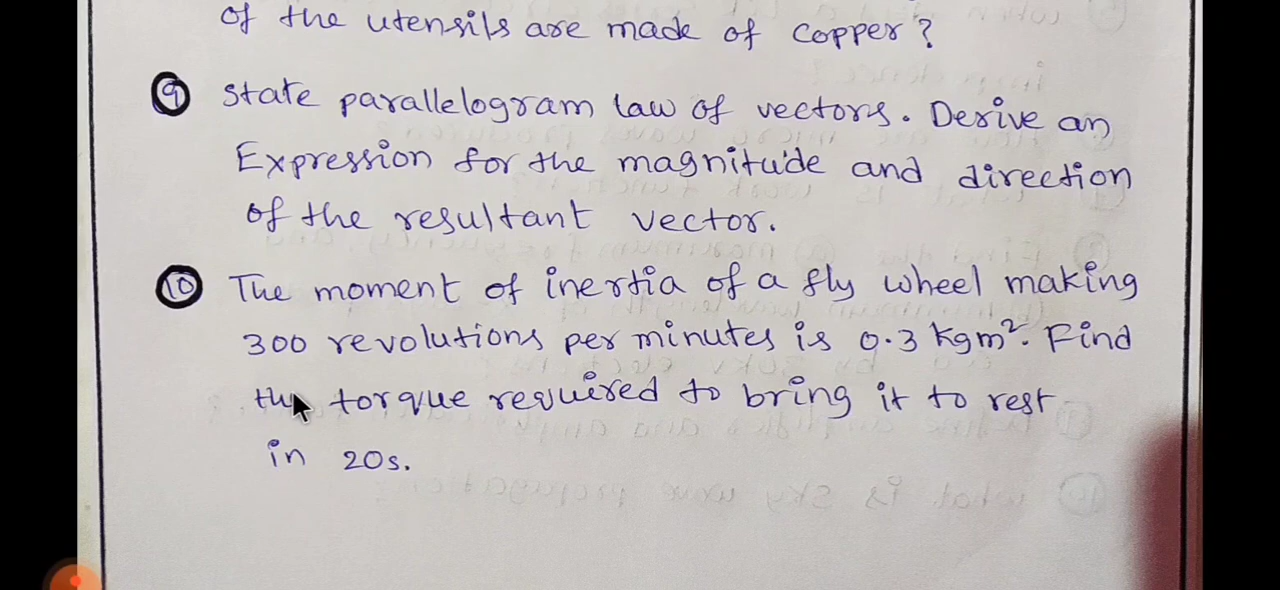 of the utensils are made of copper?
9 State parallelogram law of vectors. Derive an
Expression for the magnitude and direction
of the resultant vector.
10 The moment of inertia of a fly wheel making
300 revolutions per minutes is 0.3 Kgm². Find
the torque required to bring it to rest
in 20s.